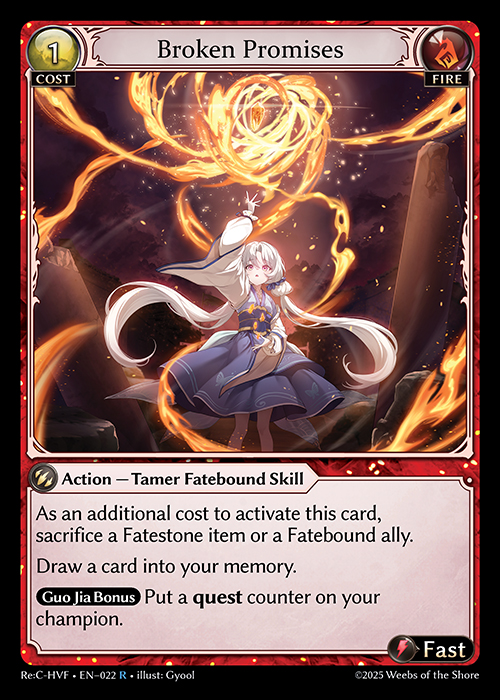 1
Broken Promises
COST
FIRE
Action — Tamer Fatebound Skill
As an additional cost to activate this card,
sacrifice a Fatestone item or a Fatebound ally.
Draw a card into your memory.
Guo Jia Bonus Put a quest counter on your
champion.
Fast
Re:C-HVF • EN-022 R • illust: Gyool
©2025 Weebs of the Shore